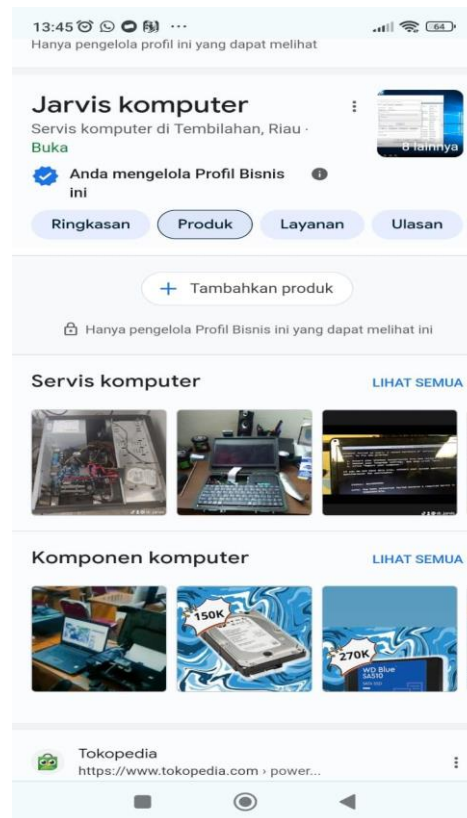 13:45
64
Hanya pengelola profil ini yang dapat melihat
Jarvis komputer
Servis komputer di Tembilahan, Riau ·
Buka
8 lainnya
Anda mengelola Profil Bisnis
ini
Ringkasan
Produk
Layanan
Ulasan
+ Tambahkan produk
Hanya pengelola Profil Bisnis ini yang dapat melihat ini
Servis komputer
LIHAT SEMUA
Komponen komputer
LIHAT SEMUA
150K
270K
WD Blue
SA510
Tokopedia
https://www.tokopedia.com › power...